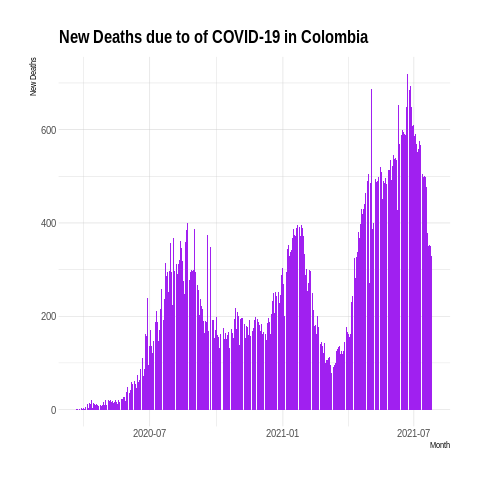 New Deaths due to of COVID-19 in Colombia
New Deaths
600
400
200
0
2020-07
2021-01
2021-07
Month